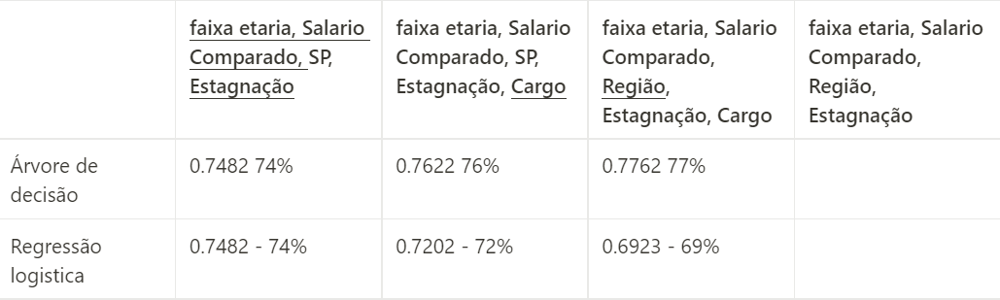 faixa etaria, Salario
Comparado, SP,
Estagnação
faixa etaria, Salario
Comparado, SP,
Estagnação, Cargo
faixa etaria, Salario
Comparado,
Região,
Estagnação, Cargo
faixa etaria, Salario
Comparado,
Região,
Estagnação
Árvore de
decisão
0.7482 74%
0.7622 76%
0.7762 77%
Regressão
logistica
0.7482 - 74%
0.7202 - 72%
0.6923 - 69%